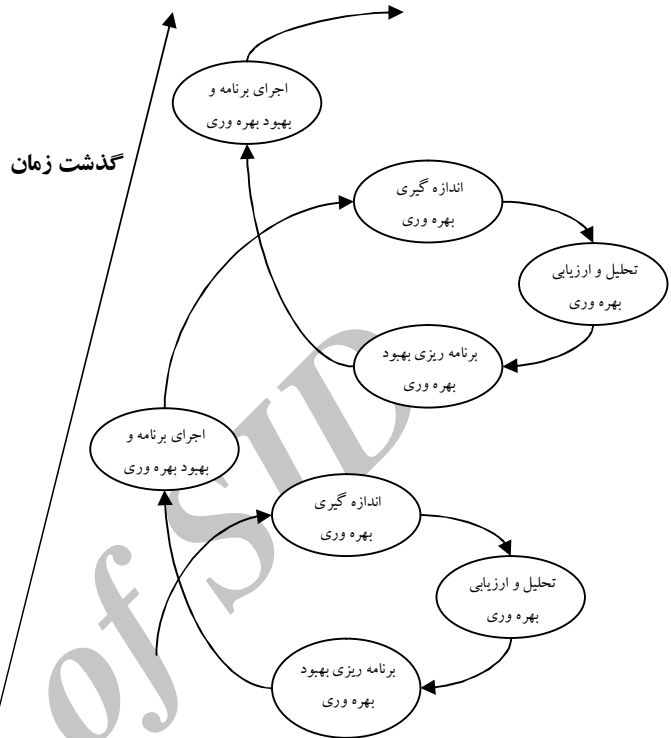 اجرای برنامه و
بهبود بهره وری
گذشت زمان
اندازه گیری
بهره وری
تحلیل و ارزیابی
بهره وری
برنامه ریزی بهبود
بهره وری
اجرای برنامه و
بهبود بهره وری
اندازه گیری
بهره وری
تحلیل و ارزیابی
بهره وری
برنامه ریزی بهبود
بهره وری
of SID